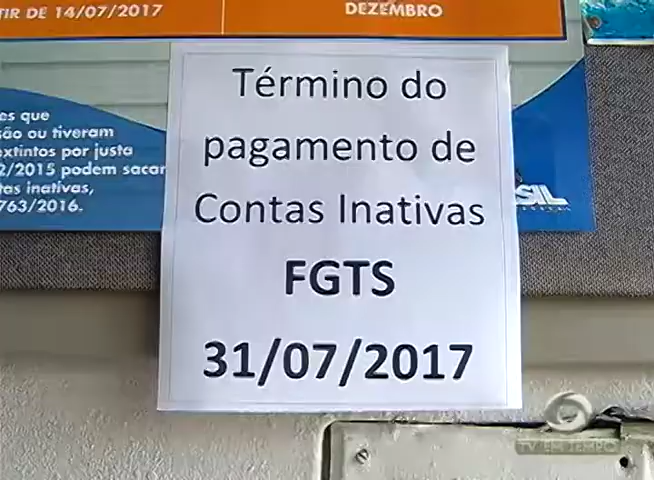 TIR DE 14/07/2017
DEZEMBRO
es que
são ou tiveram
extintos por justa
2/2015 podem sacar
tas inativas,
763/2016.
Término do
pagamento de
Contas Inativas
FGTS
31/07/2017
SIL
TV EM TEMPO